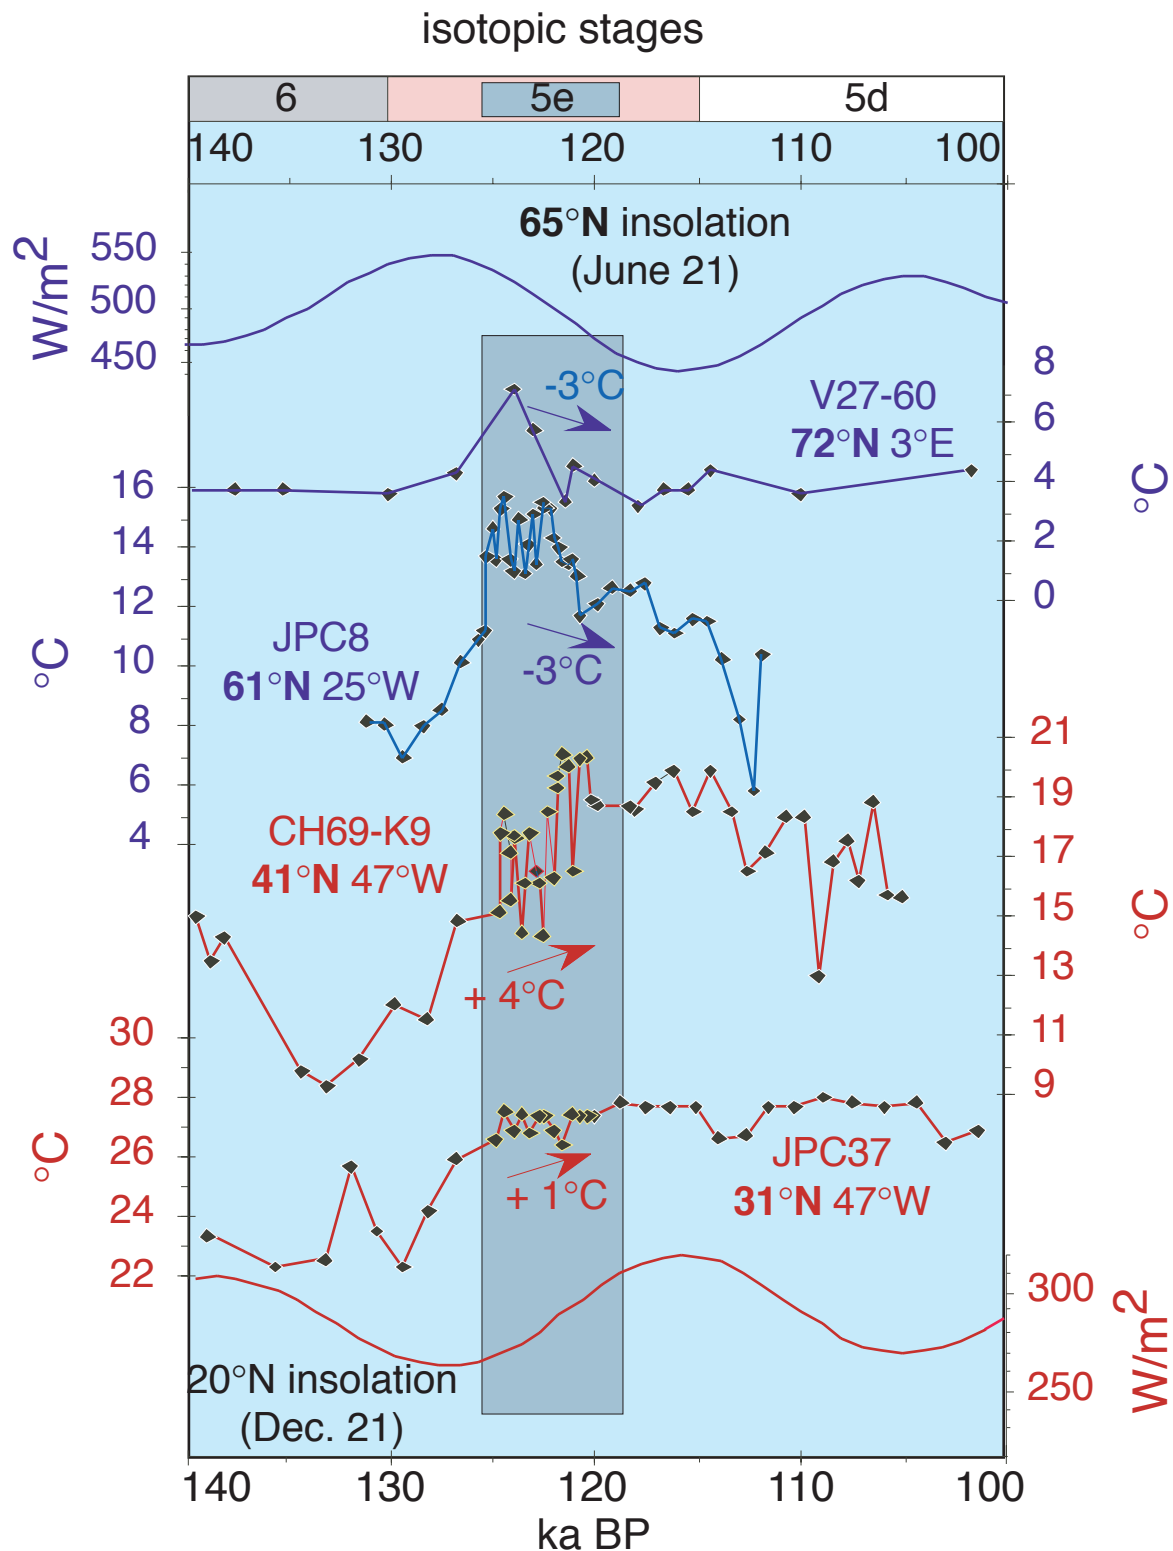 isotopic stages
6 5e 5d
140 130 120 110 100
65°N insolation
(June 21)
W/m2
550
500
450
8
6
4
2
0
°C
-3°C
V27-60
72°N 3°E
16
14
12
10
8
6
4
°C
JPC8
61°N 25°W
-3°C
21
19
17
15
13
11
9
°C
CH69-K9
41°N 47°W
+ 4°C
30
28
26
24
22
°C
JPC37
31°N 47°W
+ 1°C
300
250
W/m2
20°N insolation
(Dec. 21)
140 130 120 110 100
ka BP